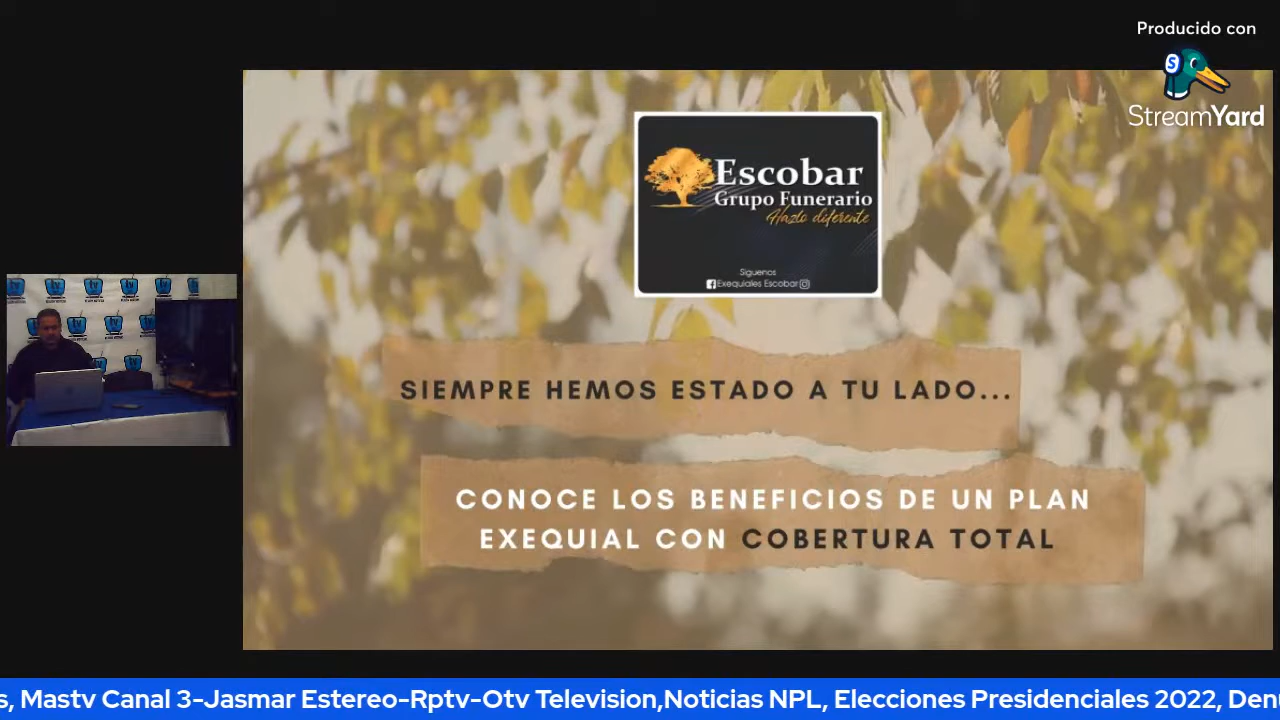 Producido con
StreamYard
Escobar
Grupo Funerario
Hazlo diferente
Siguenos
Exequiales Escobar
SIEMPRE HEMOS ESTADO A TU LADO...
CONOCE LOS BENEFICIOS DE UN PLAN
EXEQUIAL CON COBERTURA TOTAL
s, Mastv Canal 3-Jasmar Estereo-Rptv-Otv Television,Noticias NPL, Elecciones Presidenciales 2022, Den